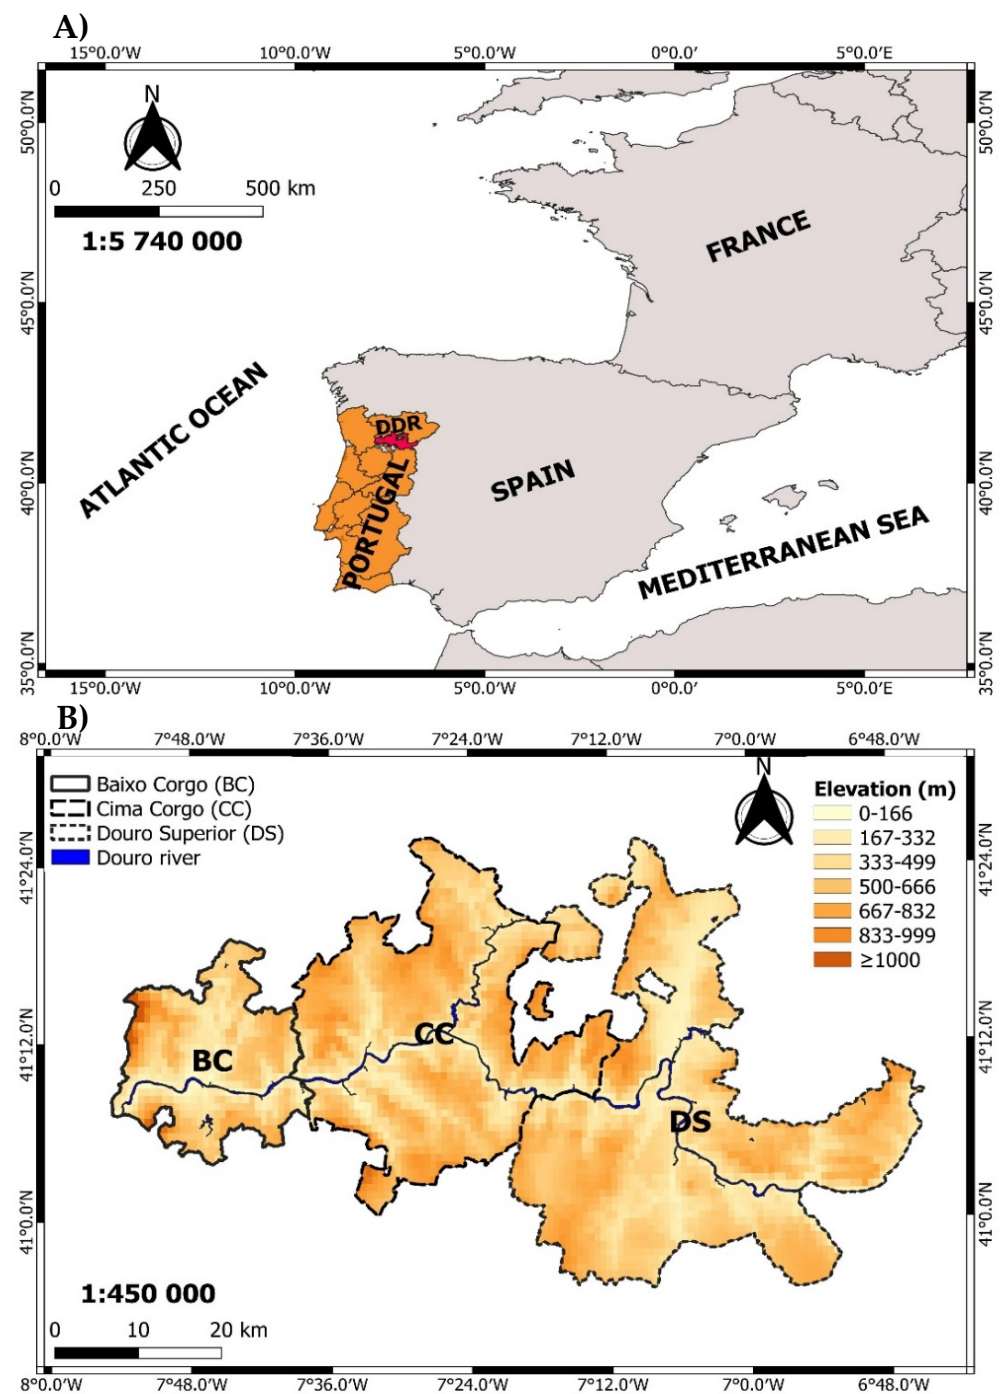 A)
15°0.0'W 10°0.0'W 5°0.0'W 0°0.0' 5°0.0'E
50°0.0'N
50°0.0'N
N
0 250 500 km
1:5 740 000
FRANCE
45°0.0'N
45°0.0'N
ATLANTIC OCEAN
DDR
PORTUGAL
SPAIN
40°0.0'N
40°0.0'N
MEDITERRANEAN SEA
35°0.0'N
35°0.0'N
15°0.0'W 10°0.0'W 5°0.0'W 0°0.0' 5°0.0'E
B)
8°0.0'W 7°48.0'W 7°36.0'W 7°24.0'W 7°12.0'W 7°0.0'W 6°48.0'W
Baixo Corgo (BC)
Cima Corgo (CC)
Douro Superior (DS)
Douro river
N
Elevation (m)
0-166
167-332
333-499
500-666
667-832
833-999
≥1000
41°24.0'N
41°24.0'N
41°12.0'N
41°12.0'N
BC
CC
DS
41°0.0'N
41°0.0'N
1:450 000
0 10 20 km
8°0.0'W 7°48.0'W 7°36.0'W 7°24.0'W 7°12.0'W 7°0.0'W 6°48.0'W